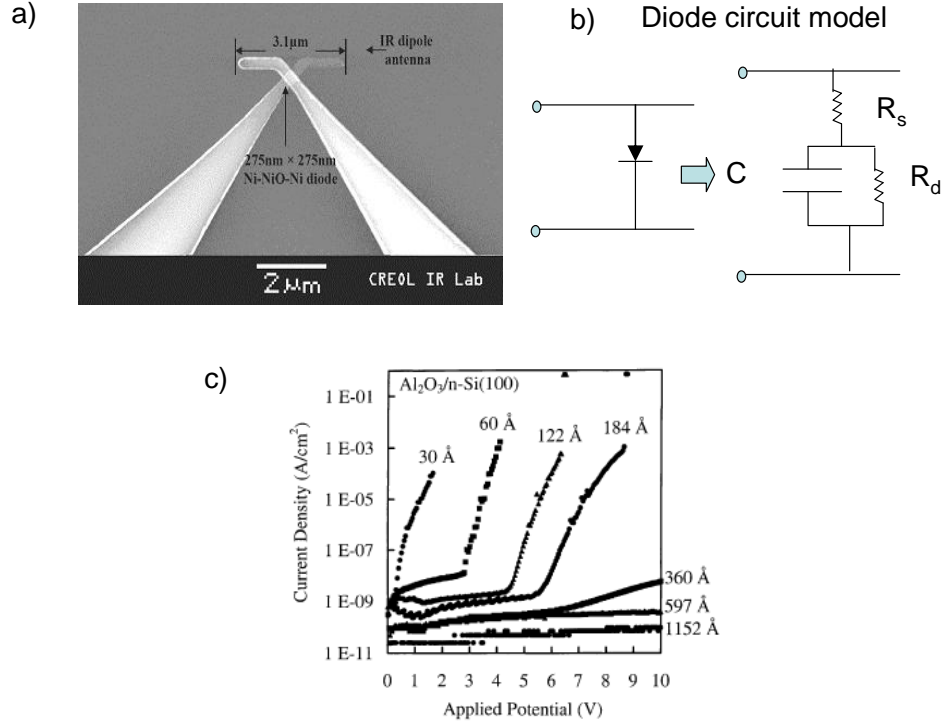 a)
3.1μm
IR dipole
antenna
275nm × 275nm
Ni-NiO-Ni diode
2 μm
CREOL IR Lab
b)
Diode circuit model
Rₛ
C
R_d
c)
Al₂O₃/n-Si(100)
Current Density (A/cm²)
1 E-01
1 E-03
1 E-05
1 E-07
1 E-09
1 E-11
30 Å
60 Å
122 Å
184 Å
360 Å
597 Å
1152 Å
0 1 2 3 4 5 6 7 8 9 10
Applied Potential (V)